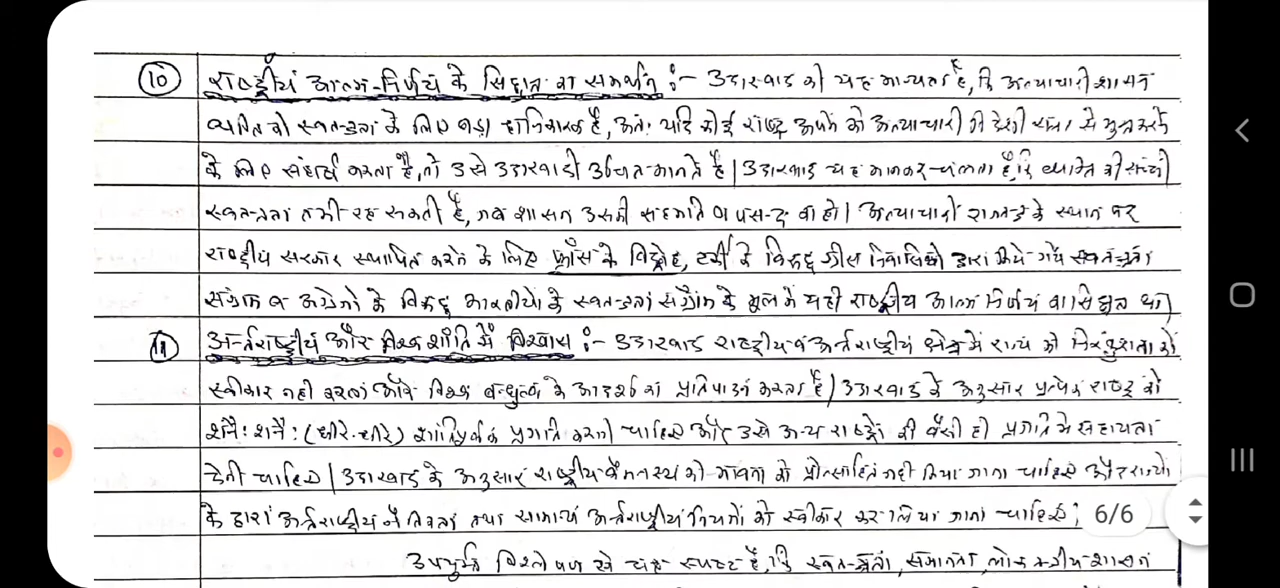 10 राष्ट्रीय आत्म-निर्णय के सिद्धांत का समर्थन :- उदारवाद की यह मान्यता है, कि अत्याचारी शासन
व्यक्ति की स्वतन्त्रता के लिए बड़ा हानिकारक है, अतः यदि कोई राष्ट्र अपने को अत्याचारी विदेशी सत्ता से मुक्त करने
के लिए संघर्ष करता है, तो उसे उदारवादी उचित मानते है | उदारवाद यह मानकर चलता है, कि व्यक्ति की सच्ची
स्वतन्त्रता तभी रह सकती है, जब शासन उसकी सहमति व पसन्द का हो | अत्याचारी राजतंत्र के स्थान पर
राष्ट्रीय सरकार स्थापित करने के लिए फ्राँस के विद्रोह, टर्की के विरुद्ध ग्रीस निवासियो द्वारा किये गये स्वतन्त्रता
संग्राम व अंग्रेजो के विरुद्ध भारतीयो के स्वतन्त्रता संग्राम के मूल में यही राष्ट्रीय आत्म निर्णय का सिद्धान्त था|
11 अर्न्तराष्ट्रीय और विश्व शांति में विश्वास :- उदारवाद राष्ट्रीय व अर्न्तराष्ट्रीय क्षेत्र में राज्य की निरंकुशता को
स्वीकार नही करता और विश्व बन्धुत्व के आदर्श का प्रतिपादन करता है | उदारवाद के अनुसार प्रत्येक राष्ट्र को
शनैः शनैः (धीरे-धीरे) शांतिपूर्वक प्रगति करनी चाहिए और उसे अन्य राष्ट्रो की वैसी ही प्रगति मे सहायता
देनी चाहिए | उदारवाद के अनुसार राष्ट्रीय वैमनस्य की भावना को प्रोत्साहित नही किया जाना चाहिए और राज्यो
के द्वारा अर्न्तराष्ट्रीय नैतिकता तथा सामान्य अर्न्तराष्ट्रीय नियमों को स्वीकार कर लिया जाना चाहिए;
6/6
उपर्युक्त विश्लेषण से यह स्पष्ट है, कि स्वतन्त्रता, समानता, लोकतन्त्रीय शासन